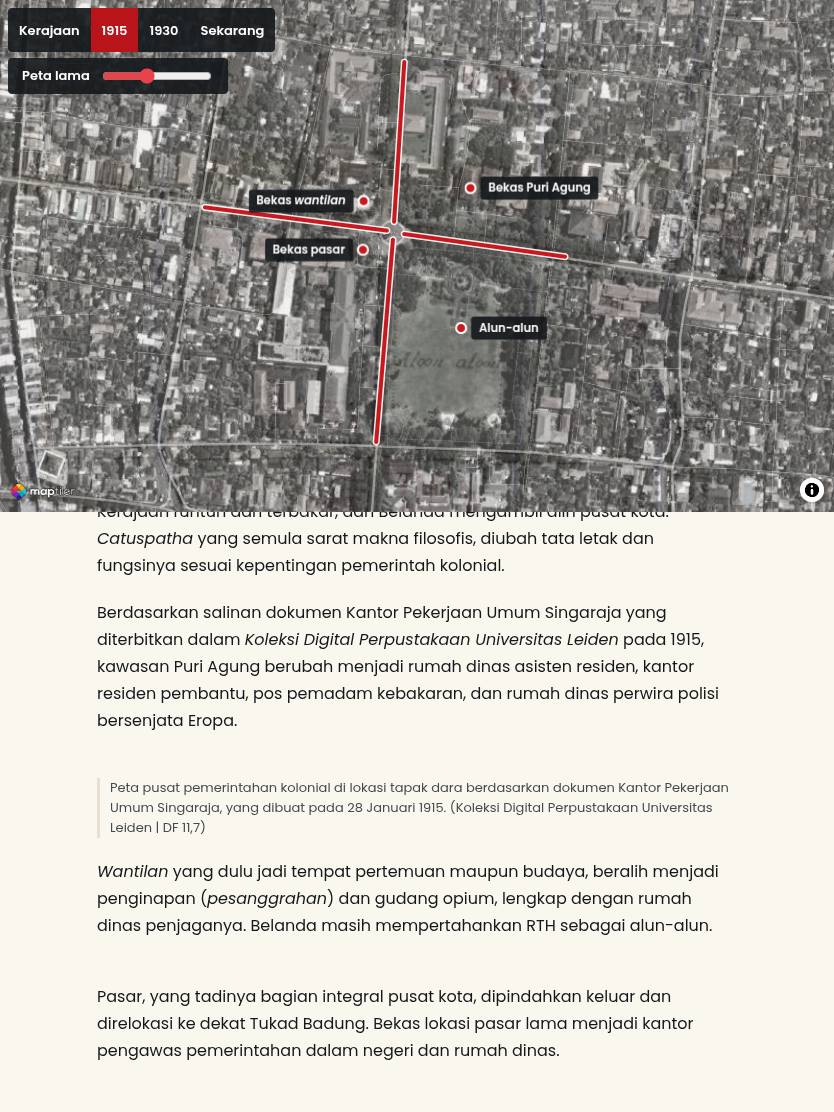 Kerajaan 1915 1930 Sekarang
Peta lama
Bekas Puri Agung
Bekas wantilan
Bekas pasar
Alun-alun
aloon aloon
maptiler
Kerajaan runtuh dan terbakar, dan Belanda mengambil alih pusat kota.
Catuspatha yang semula sarat makna filosofis, diubah tata letak dan
fungsinya sesuai kepentingan pemerintah kolonial.
Berdasarkan salinan dokumen Kantor Pekerjaan Umum Singaraja yang
diterbitkan dalam Koleksi Digital Perpustakaan Universitas Leiden pada 1915,
kawasan Puri Agung berubah menjadi rumah dinas asisten residen, kantor
residen pembantu, pos pemadam kebakaran, dan rumah dinas perwira polisi
bersenjata Eropa.
Peta pusat pemerintahan kolonial di lokasi tapak dara berdasarkan dokumen Kantor Pekerjaan
Umum Singaraja, yang dibuat pada 28 Januari 1915. (Koleksi Digital Perpustakaan Universitas
Leiden | DF 11,7)
Wantilan yang dulu jadi tempat pertemuan maupun budaya, beralih menjadi
penginapan (pesanggrahan) dan gudang opium, lengkap dengan rumah
dinas penjaganya. Belanda masih mempertahankan RTH sebagai alun-alun.
Pasar, yang tadinya bagian integral pusat kota, dipindahkan keluar dan
direlokasi ke dekat Tukad Badung. Bekas lokasi pasar lama menjadi kantor
pengawas pemerintahan dalam negeri dan rumah dinas.